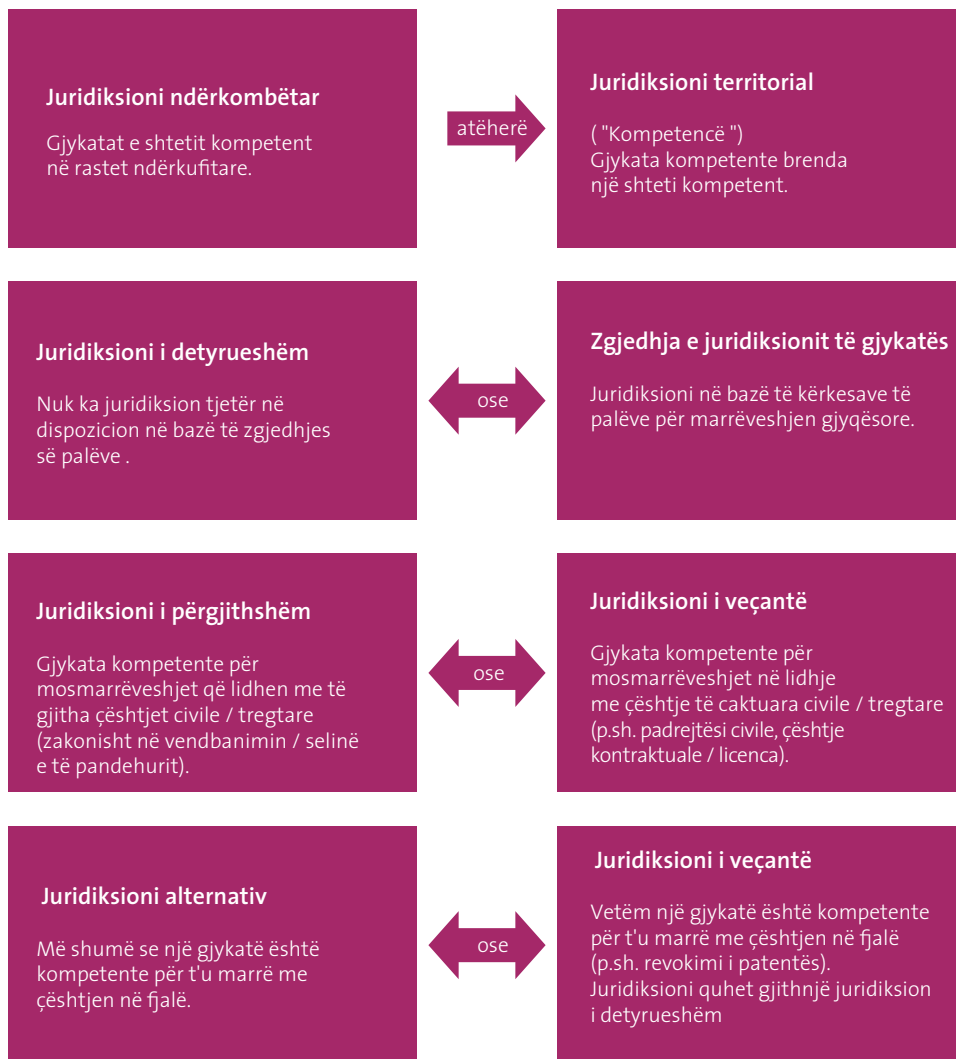 Juridiksioni ndërkombëtar
Gjykatat e shtetit kompetent
në rastet ndërkufitare.
atëherë
Juridiksioni territorial
( "Kompetencë ")
Gjykata kompetente brenda
një shteti kompetent.
Juridiksioni i detyrueshëm
Nuk ka juridiksion tjetër në
dispozicion në bazë të zgjedhjes
së palëve .
ose
Zgjedhja e juridiksionit të gjykatës
Juridiksioni në bazë të kërkesave të
palëve për marrëveshjen gjyqësore.
Juridiksioni i përgjithshëm
Gjykata kompetente për
mosmarrëveshjet që lidhen me të
gjitha çështjet civile / tregtare
(zakonisht në vendbanimin / selinë
e të pandehurit).
ose
Juridiksioni i veçantë
Gjykata kompetente për
mosmarrëveshjet në lidhje
me çështje të caktuara civile / tregtare
(p.sh. padrejtësi civile, çështje
kontraktuale / licenca).
Juridiksioni alternativ
Më shumë se një gjykatë është
kompetente për t'u marrë me
çështjen në fjalë.
ose
Juridiksioni i veçantë
Vetëm një gjykatë është kompetente
për t'u marrë me çështjen në fjalë
(p.sh. revokimi i patentës).
Juridiksioni quhet gjithnjë juridiksion
i detyrueshëm